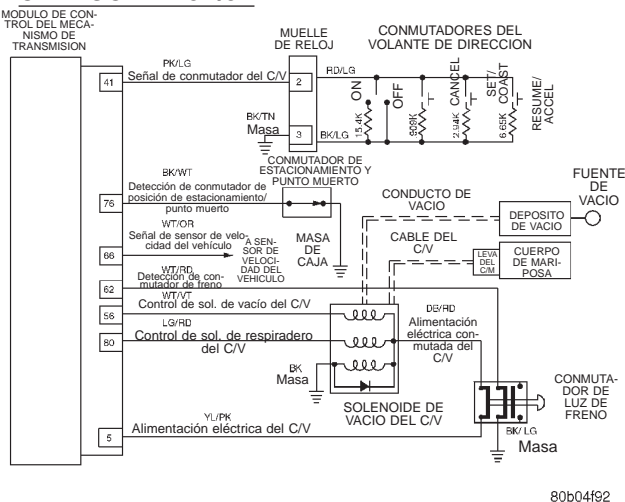 MODULO DE CON-
TROL DEL MECA-
NISMO DE
TRANSMISION
MUELLE
DE RELOJ
CONMUTADORES DEL
VOLANTE DE DIRECCION
PK/LG
41
Señal de conmutador del C/V
2
RD/LG
ON
OFF
CANCEL
SET/
COAST
RESUME/
ACCEL
15.4K
909K
2.94K
6.65K
BK/TN
Masa
3
BK/LG
CONMUTADOR DE
ESTACIONAMIENTO Y
PUNTO MUERTO
BK/WT
76
Detección de conmutador de
posición de estacionamiento/
punto muerto
MASA
DE
CAJA
WT/OR
66
Señal de sensor de velo-
cidad del vehículo
A SEN-
SOR DE
VELOCI-
DAD DEL
VEHICULO
CONDUCTO DE
VACIO
DEPOSITO
DE VACIO
FUENTE
DE
VACIO
CABLE DEL
C/V
LEVA
DEL
C/M
CUERPO
DE MARI-
POSA
WT/RD
62
Detección de con-
mutador de freno
WT/VT
56
Control de sol. de vacío del C/V
LG/RD
80
Control de sol. de respiradero
del C/V
DB/RD
Alimentación
eléctrica con-
mutada del
C/V
BK
Masa
SOLENOIDE DE
VACIO DEL C/V
CONMUTA-
DOR DE
LUZ DE
FRENO
BK/LG
Masa
YL/PK
5
Alimentación eléctrica del C/V
80b04f92